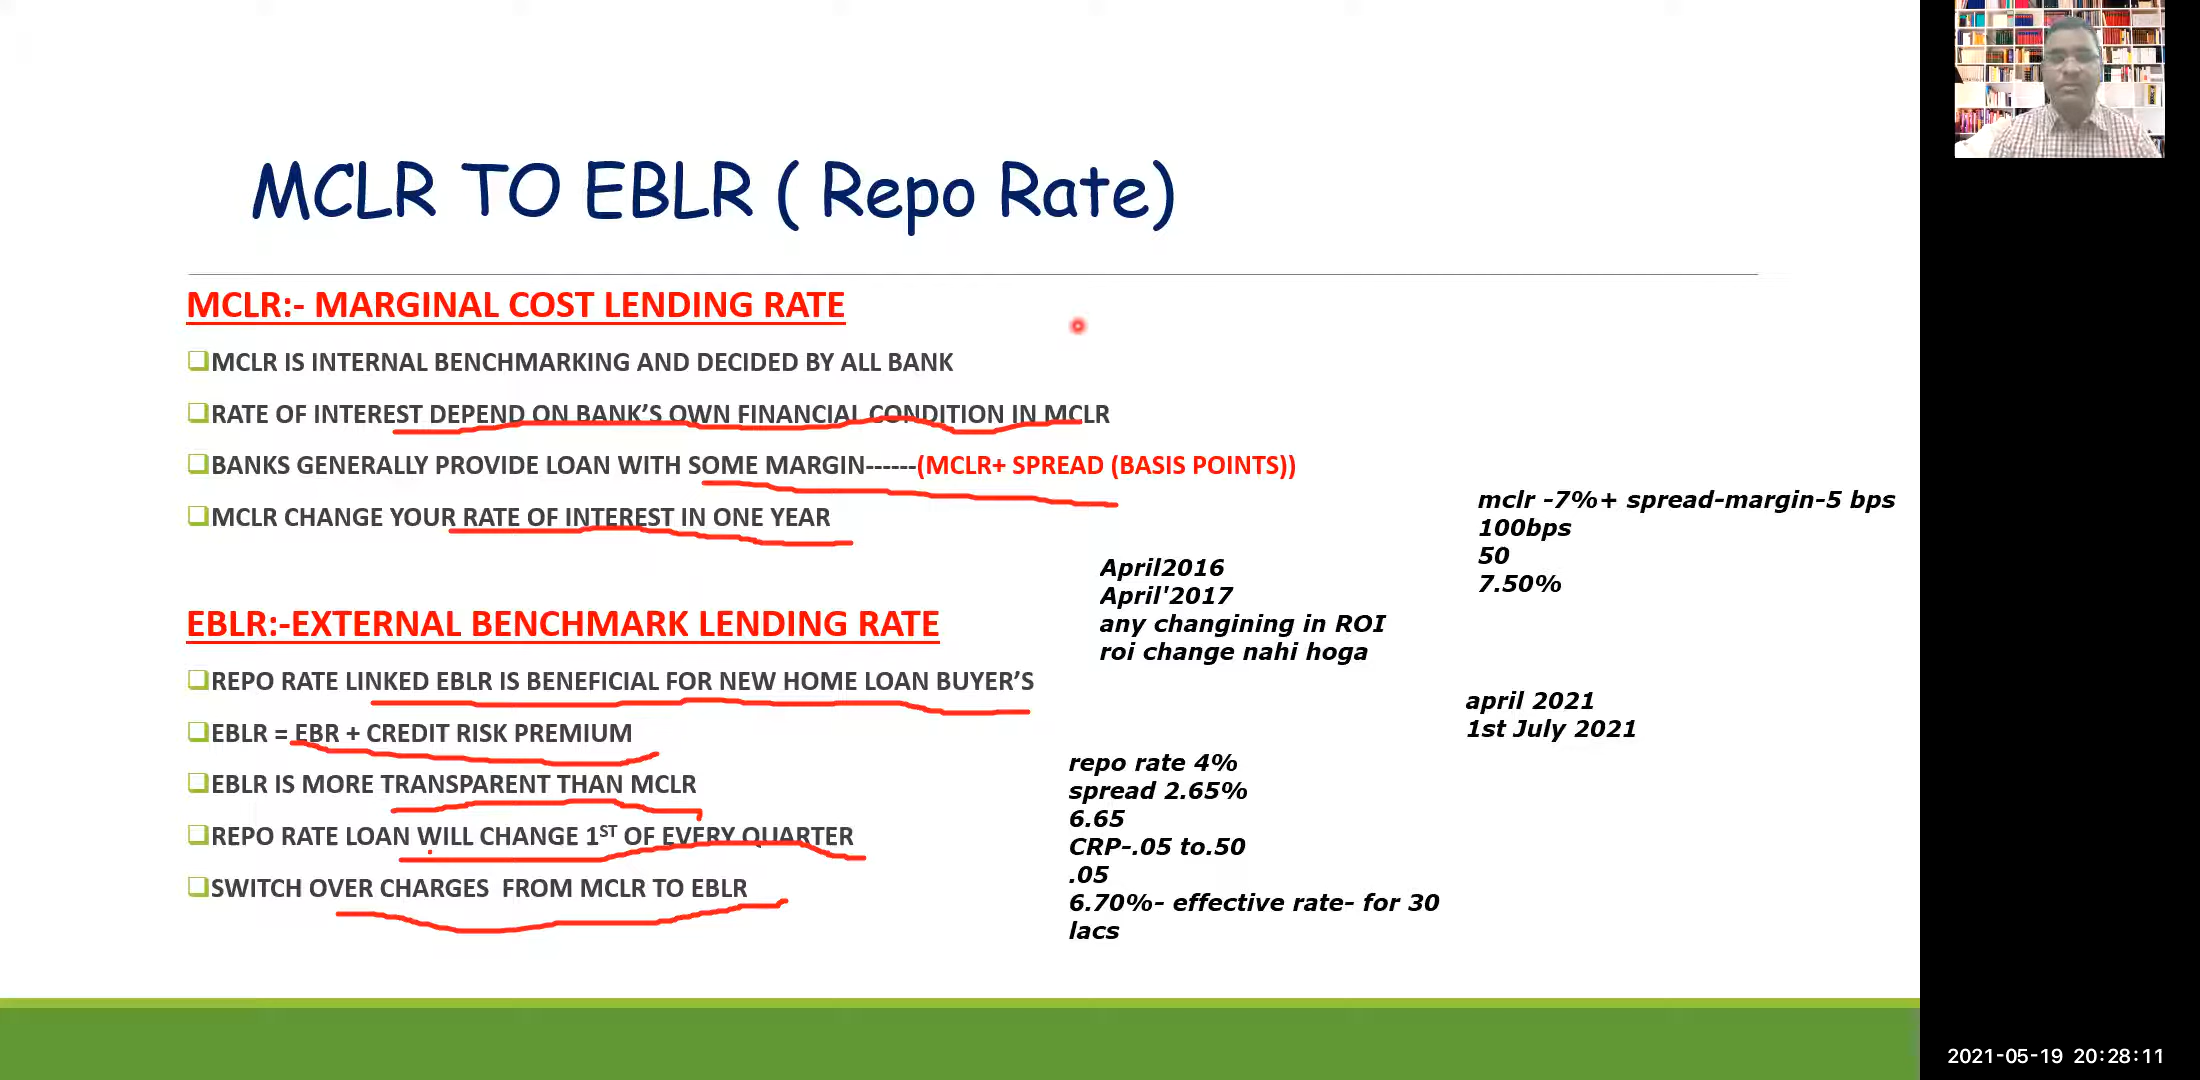 MCLR TO EBLR ( Repo Rate)
MCLR:- MARGINAL COST LENDING RATE
MCLR IS INTERNAL BENCHMARKING AND DECIDED BY ALL BANK
RATE OF INTEREST DEPEND ON BANK’S OWN FINANCIAL CONDITION IN MCLR
BANKS GENERALLY PROVIDE LOAN WITH SOME MARGIN------(MCLR+ SPREAD (BASIS POINTS))
MCLR CHANGE YOUR RATE OF INTEREST IN ONE YEAR
mclr -7%+ spread-margin-5 bps
100bps
50
7.50%
April2016
April'2017
any changining in ROI
roi change nahi hoga
EBLR:-EXTERNAL BENCHMARK LENDING RATE
REPO RATE LINKED EBLR IS BENEFICIAL FOR NEW HOME LOAN BUYER’S
EBLR = EBR + CREDIT RISK PREMIUM
EBLR IS MORE TRANSPARENT THAN MCLR
REPO RATE LOAN WILL CHANGE 1ST OF EVERY QUARTER
SWITCH OVER CHARGES FROM MCLR TO EBLR
april 2021
1st July 2021
repo rate 4%
spread 2.65%
6.65
CRP-.05 to.50
.05
6.70%- effective rate- for 30
lacs
2021-05-19 20:28:11